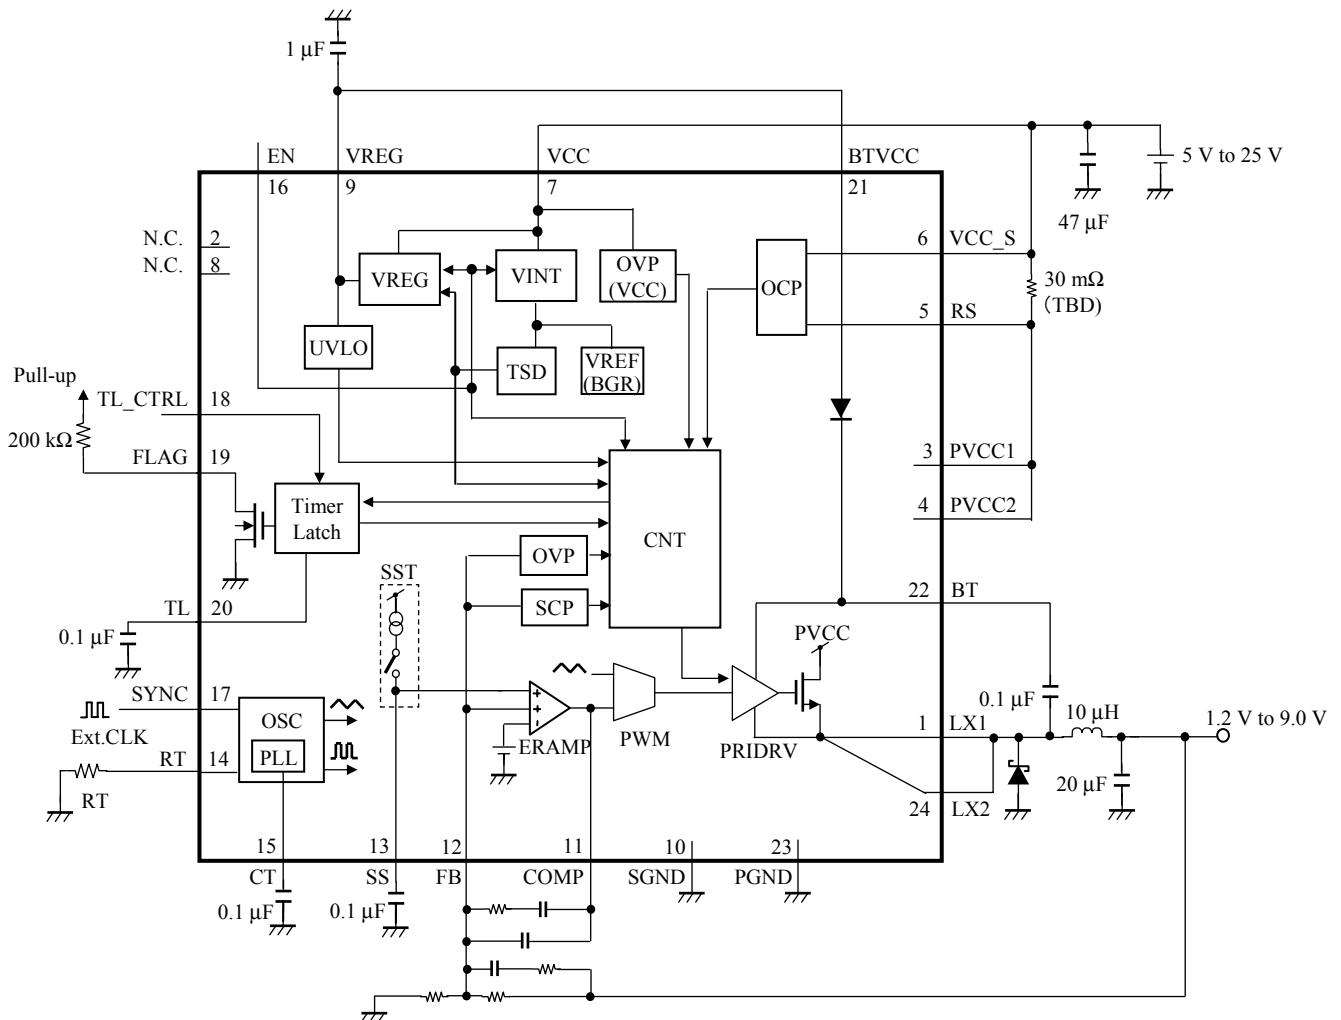 1 µF
EN
VREG
VCC
BTVCC
5 V to 25 V
16
9
7
21
47 µF
N.C.
2
N.C.
8
6
VCC_S
VREG
VINT
OVP
(VCC)
OCP
30 mΩ
(TBD)
5
RS
UVLO
TSD
VREF
(BGR)
Pull-up
TL_CTRL
18
200 kΩ
FLAG
19
3
PVCC1
Timer
Latch
4
PVCC2
CNT
OVP
SST
SCP
22
BT
TL
20
0.1 µF
PVCC
SYNC
17
OSC
Ext.CLK
PLL
RT
14
RT
ERAMP
PWM
PRIDRV
0.1 µF
10 µH
1
LX1
1.2 V to 9.0 V
20 µF
24
LX2
15
13
12
11
10
23
CT
SS
FB
COMP
SGND
PGND
0.1 µF
0.1 µF